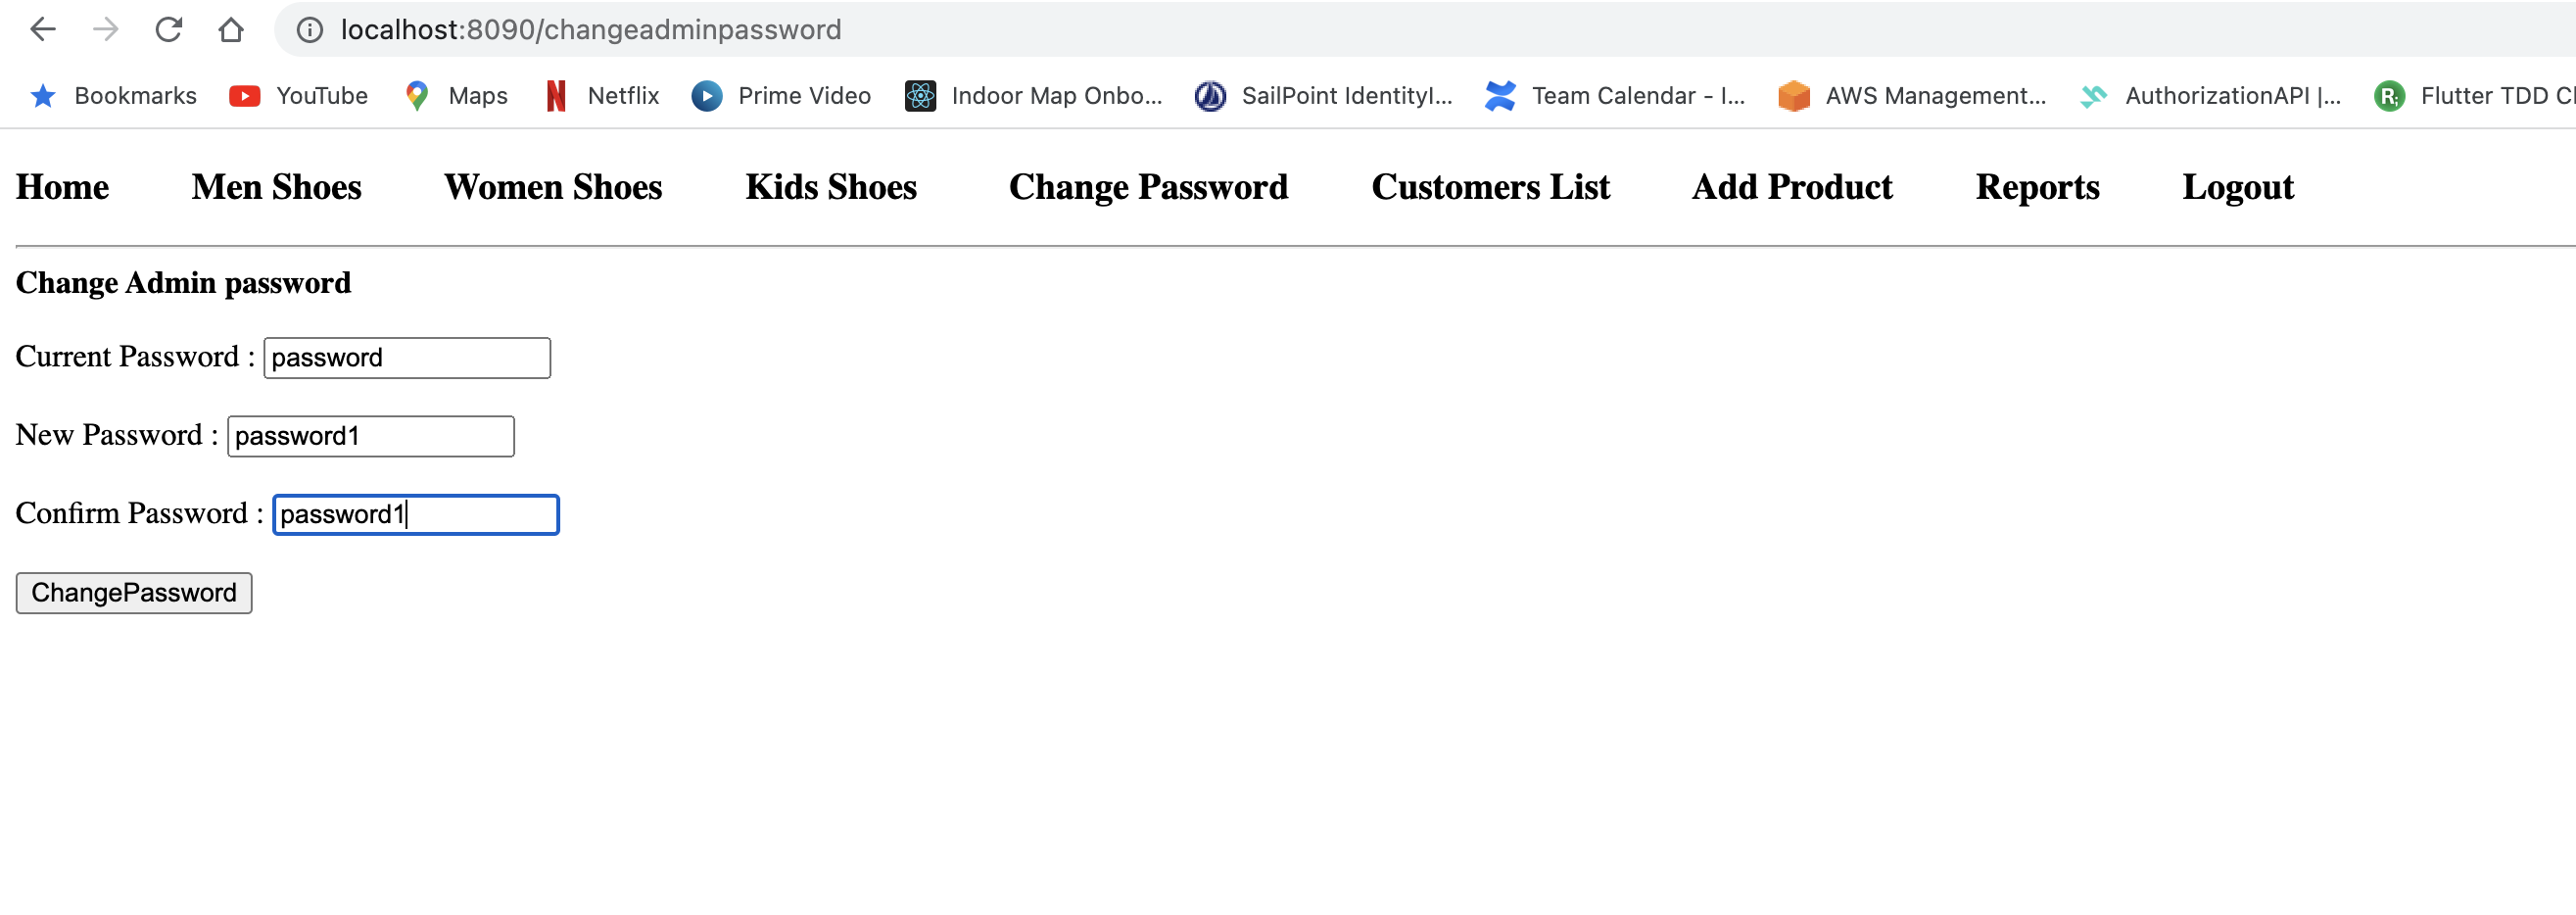 localhost:8090/changeadminpassword
Bookmarks YouTube Maps Netflix Prime Video Indoor Map Onbo... SailPoint IdentityI... Team Calendar - I... AWS Management... AuthorizationAPI |... Flutter TDD Cl
Home Men Shoes Women Shoes Kids Shoes Change Password Customers List Add Product Reports Logout
Change Admin password
Current Password : password
New Password : password1
Confirm Password : password1
ChangePassword